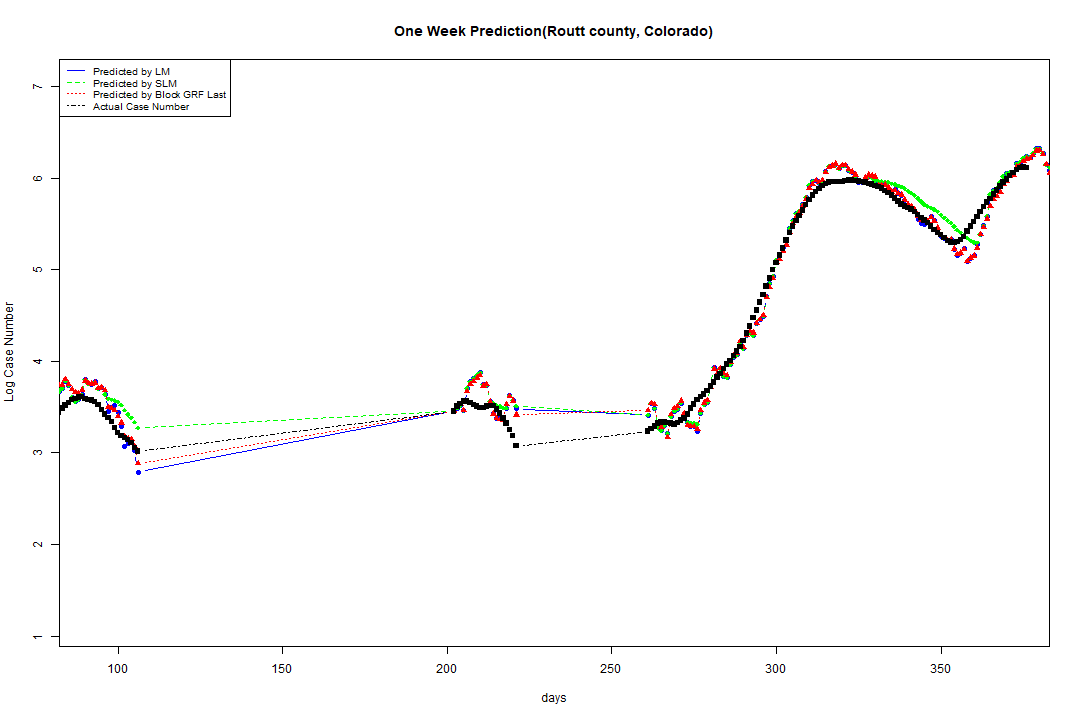 One Week Prediction(Routt county, Colorado)
Predicted by LM
Predicted by SLM
Predicted by Block GRF Last
Actual Case Number
Log Case Number
7
6
5
4
3
2
1
100 150 200 250 300 350
days